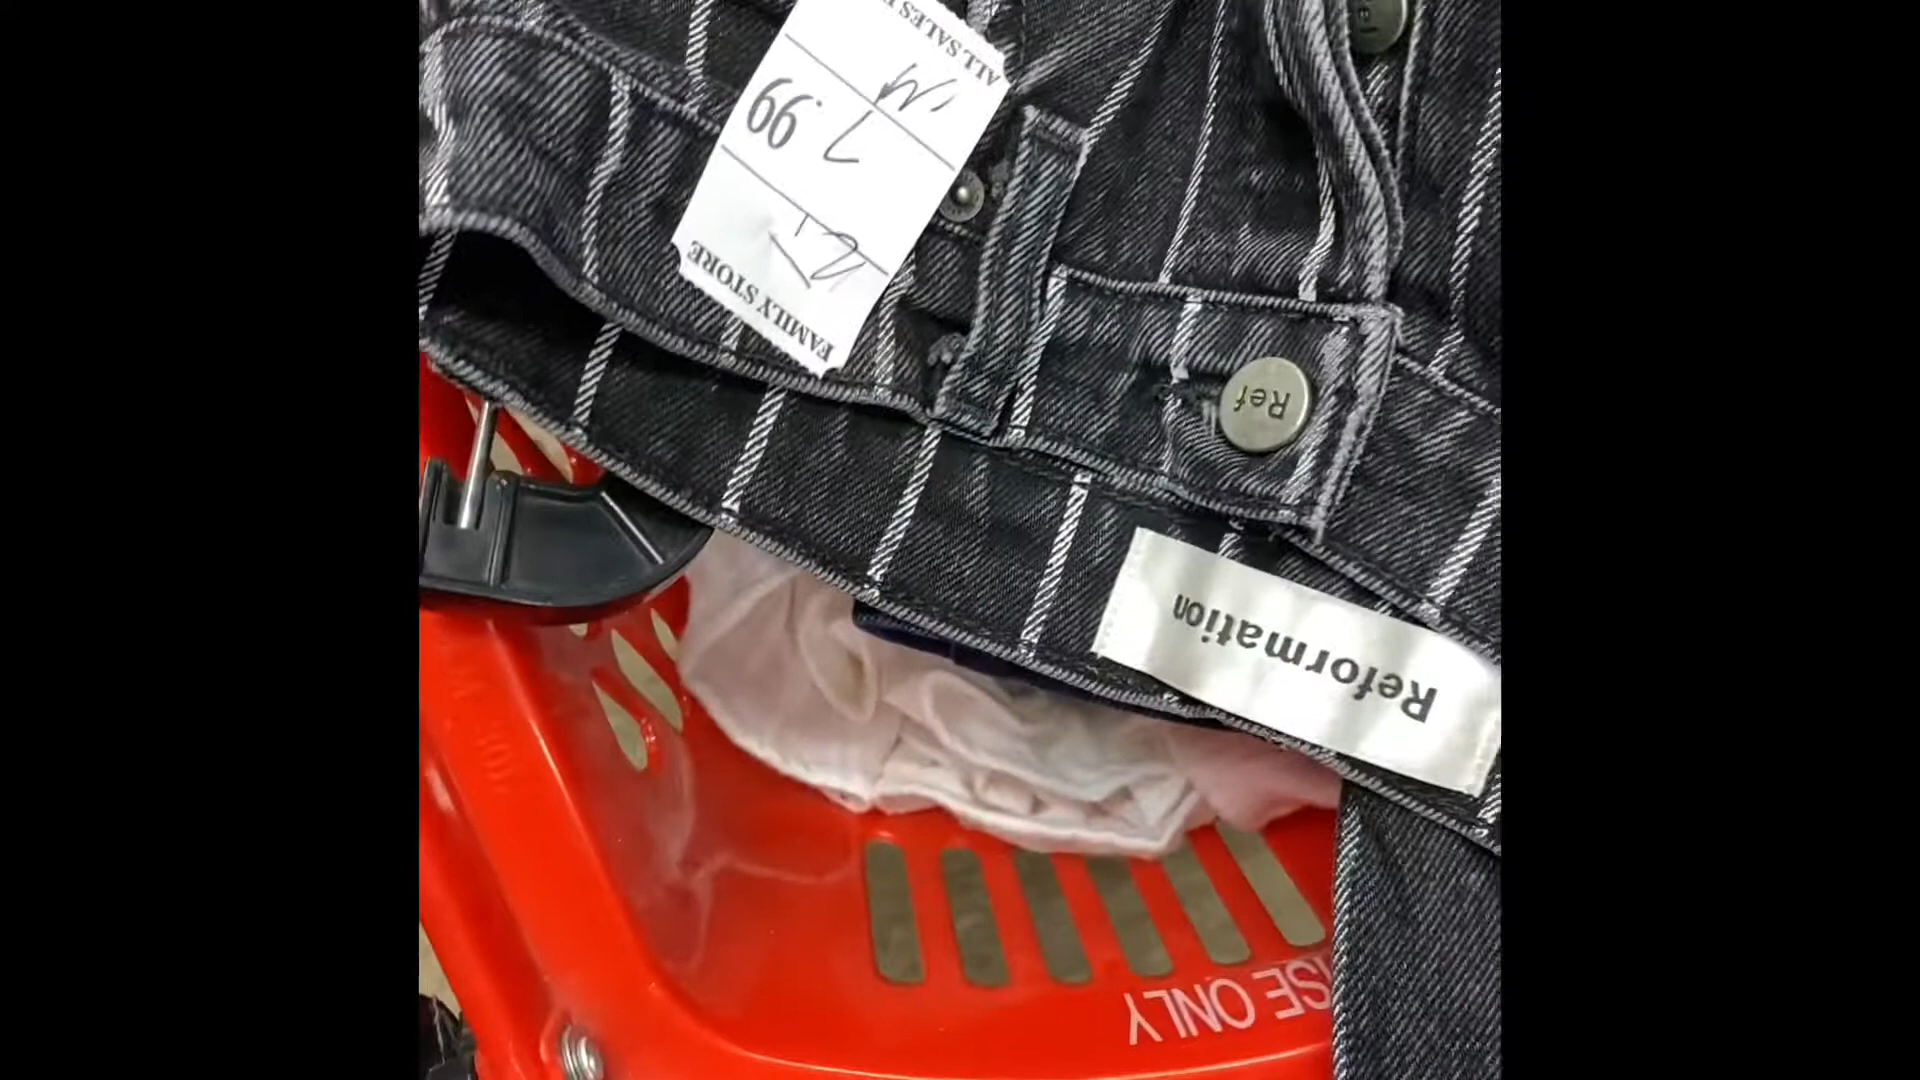 FAMILY STORE
7.99
ALL SALES
Ref
Reformation
SE ONLY